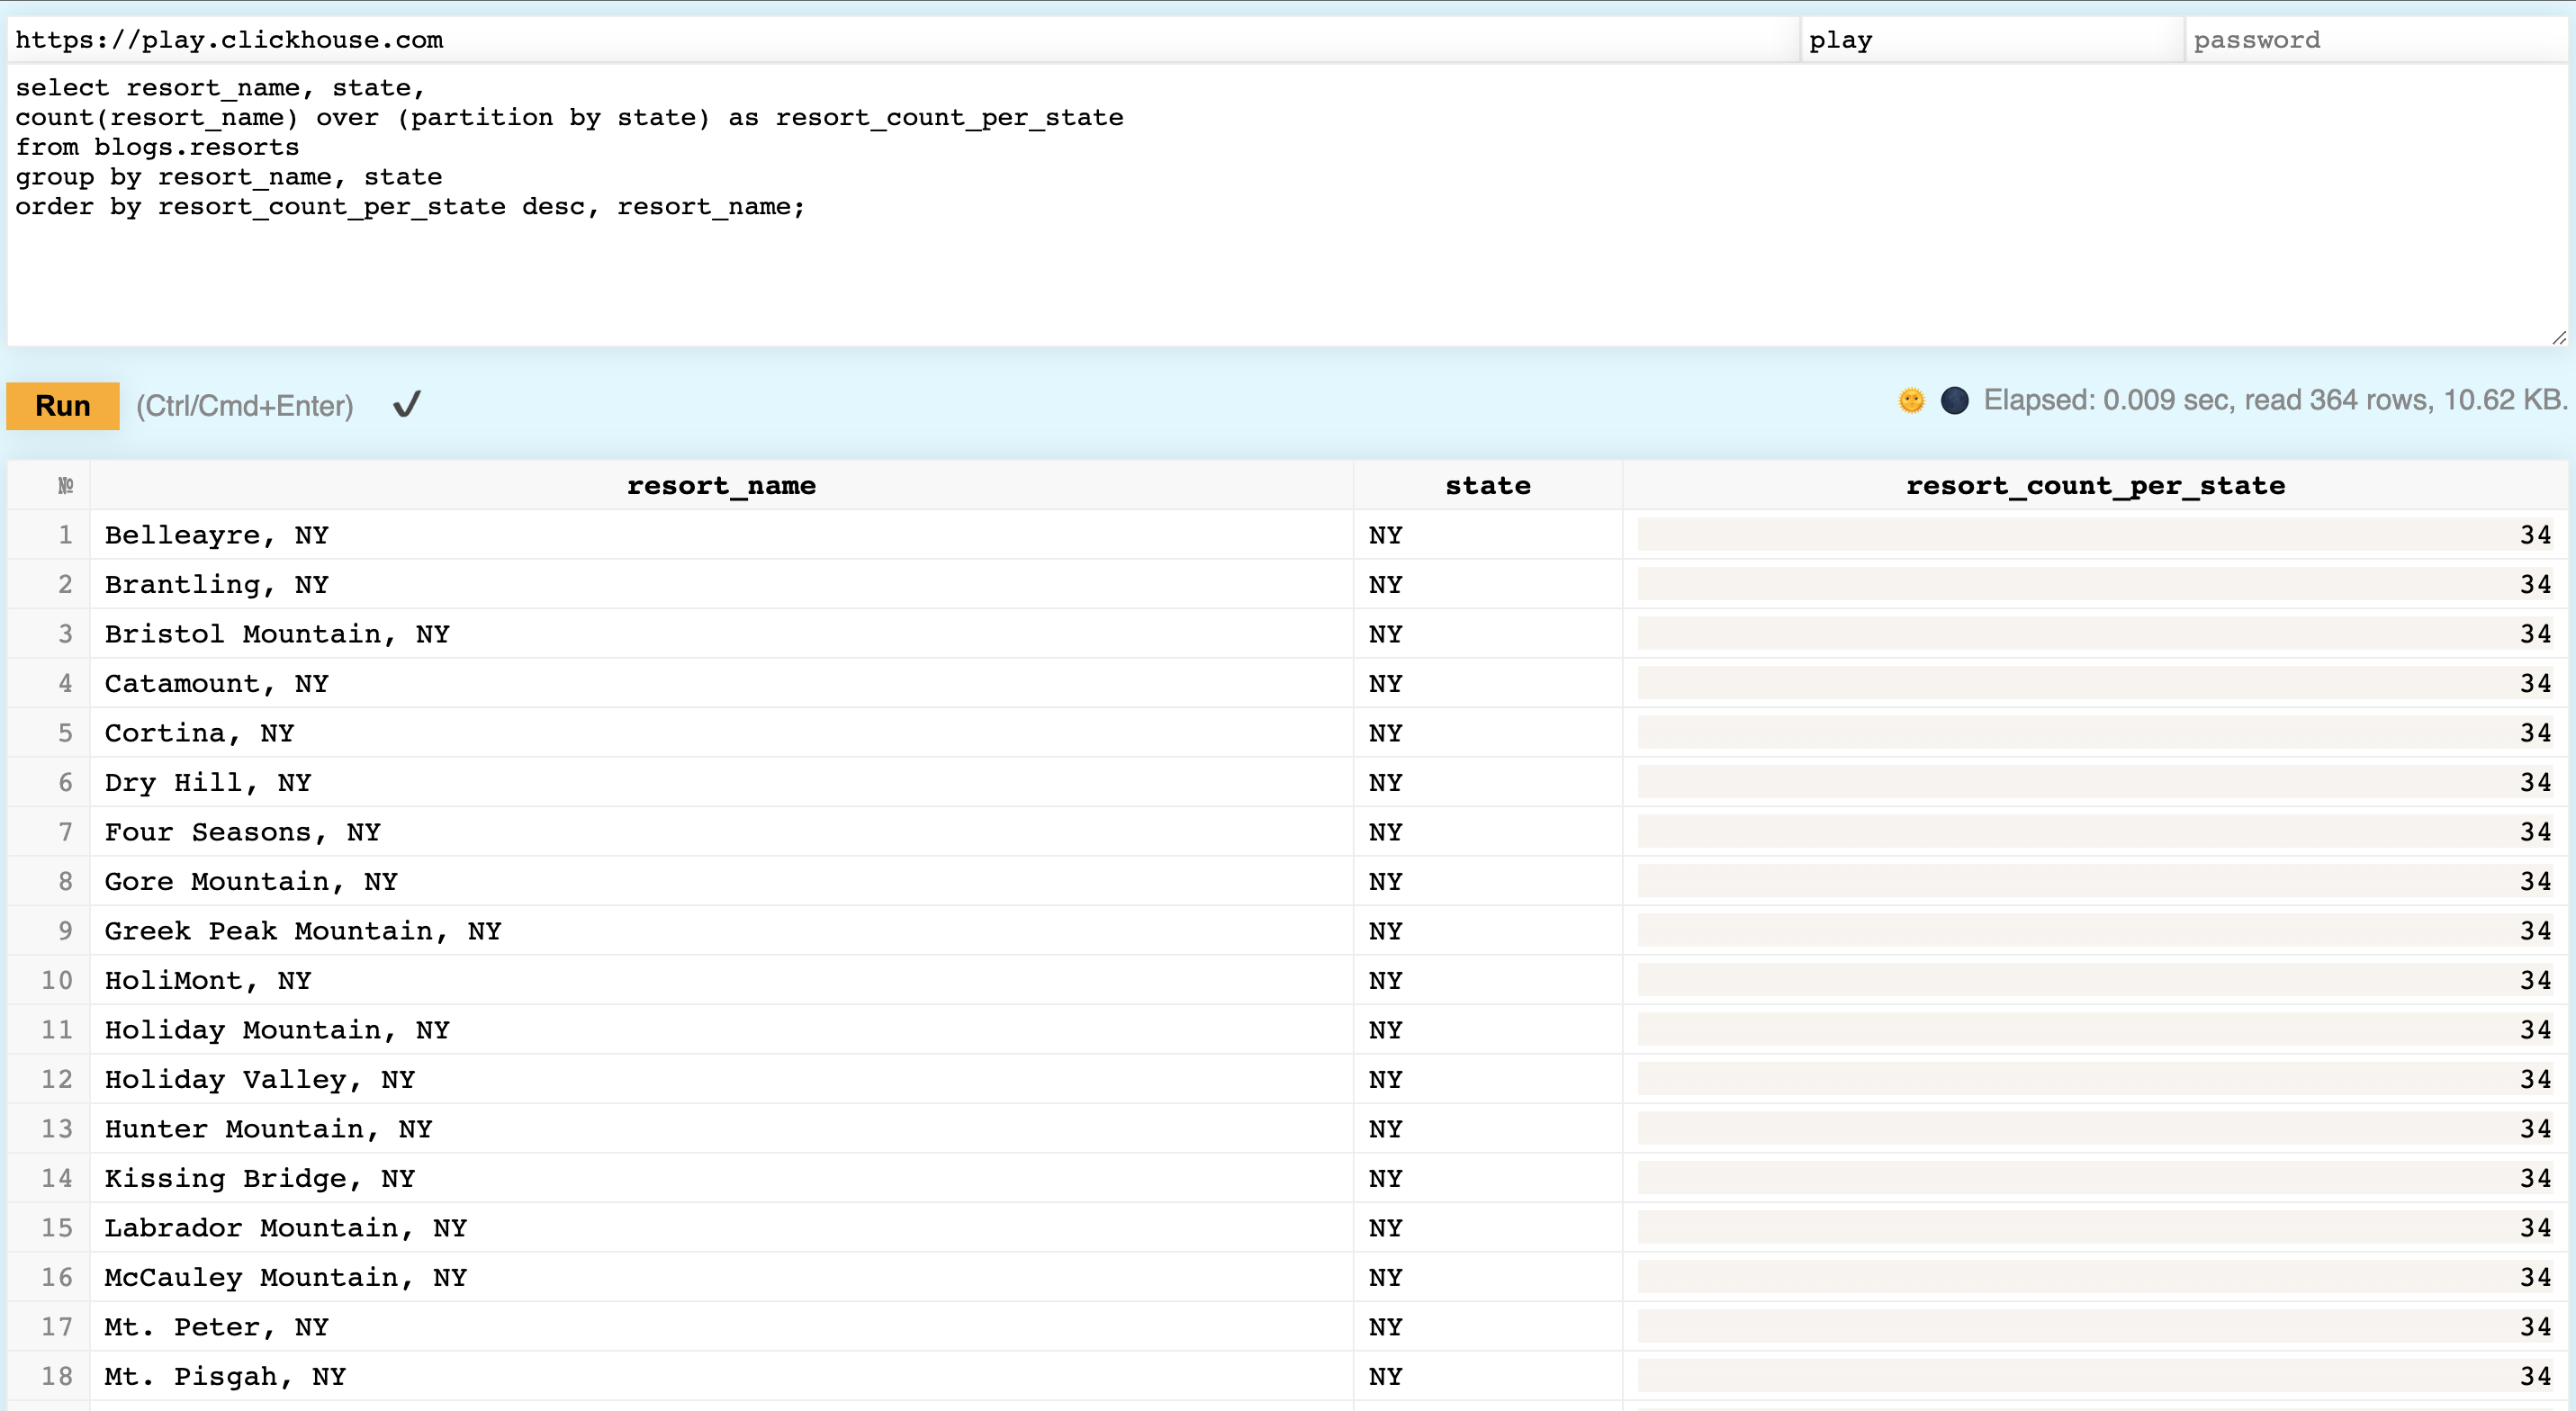 https://play.clickhouse.com play password
select resort_name, state,
count(resort_name) over (partition by state) as resort_count_per_state
from blogs.resorts
group by resort_name, state
order by resort_count_per_state desc, resort_name;
Run (Ctrl/Cmd+Enter) ✔ 🌞 🌑 Elapsed: 0.009 sec, read 364 rows, 10.62 KB.
№ resort_name state resort_count_per_state
1 Belleayre, NY NY 34
2 Brantling, NY NY 34
3 Bristol Mountain, NY NY 34
4 Catamount, NY NY 34
5 Cortina, NY NY 34
6 Dry Hill, NY NY 34
7 Four Seasons, NY NY 34
8 Gore Mountain, NY NY 34
9 Greek Peak Mountain, NY NY 34
10 HoliMont, NY NY 34
11 Holiday Mountain, NY NY 34
12 Holiday Valley, NY NY 34
13 Hunter Mountain, NY NY 34
14 Kissing Bridge, NY NY 34
15 Labrador Mountain, NY NY 34
16 McCauley Mountain, NY NY 34
17 Mt. Peter, NY NY 34
18 Mt. Pisgah, NY NY 34